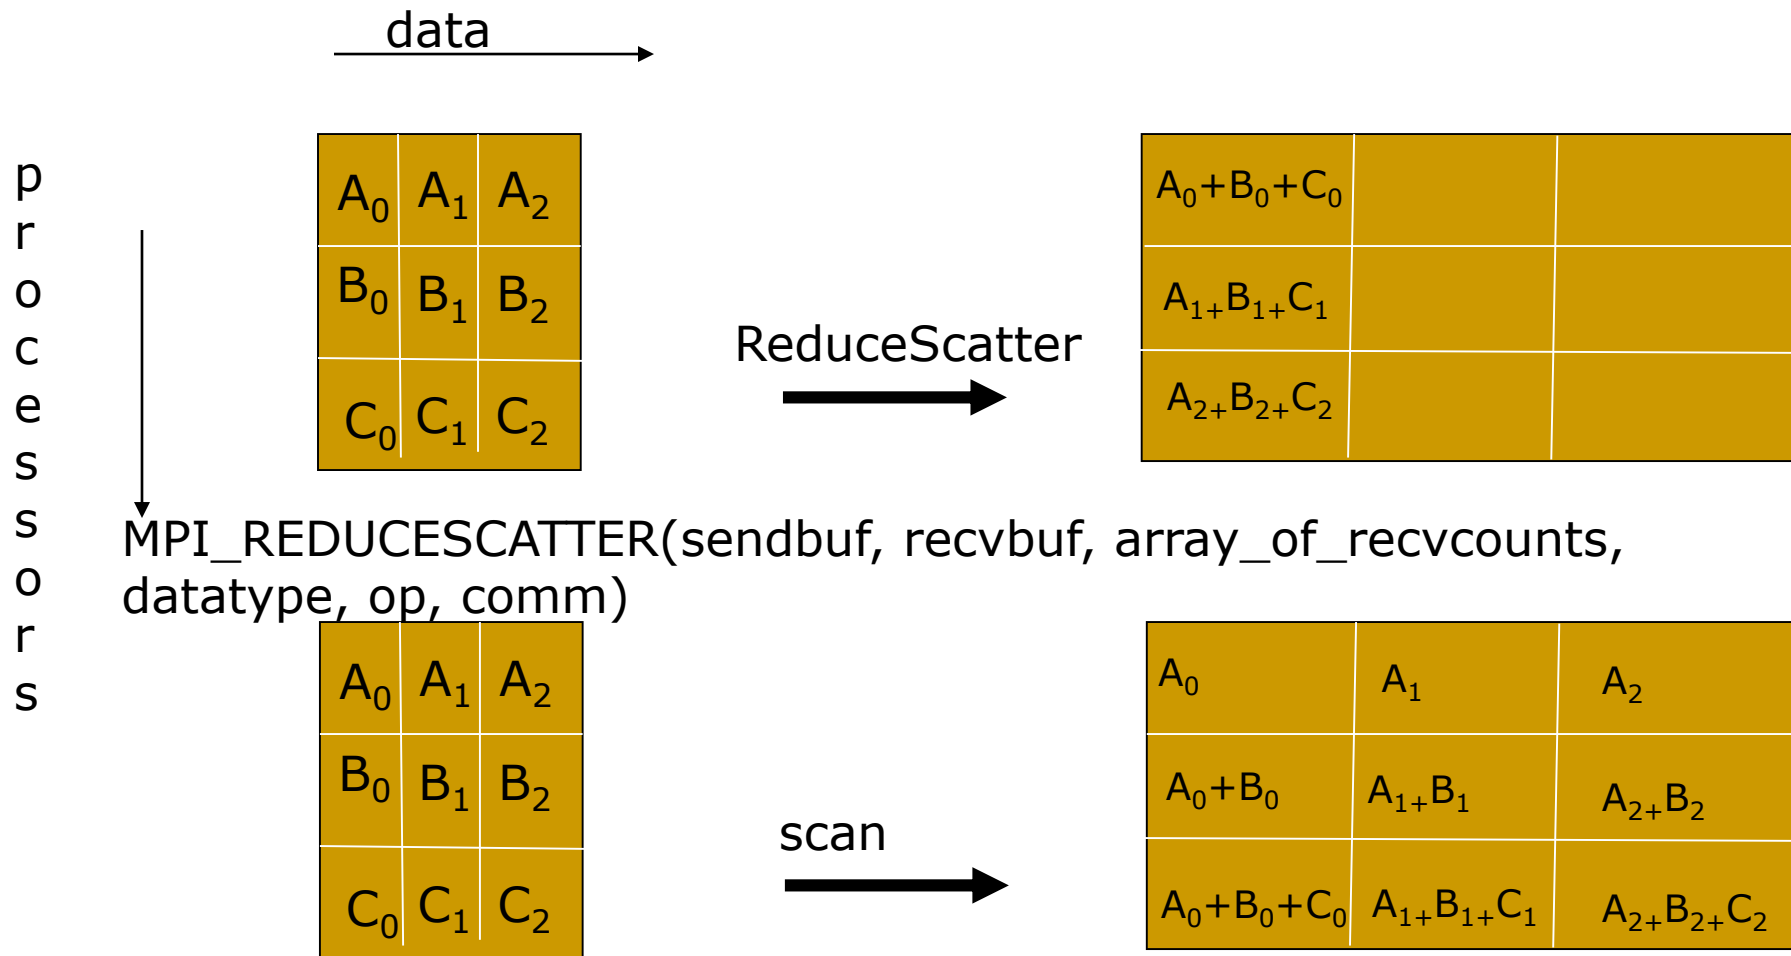 data
processors
A₀ A₁ A₂
B₀ B₁ B₂
C₀ C₁ C₂
ReduceScatter
A₀+B₀+C₀
A₁₊B₁₊C₁
A₂₊B₂₊C₂
MPI_REDUCESCATTER(sendbuf, recvbuf, array_of_recvcounts,
datatype, op, comm)
A₀ A₁ A₂
B₀ B₁ B₂
C₀ C₁ C₂
scan
A₀ A₁ A₂
A₀+B₀ A₁₊B₁ A₂₊B₂
A₀+B₀+C₀ A₁₊B₁₊C₁ A₂₊B₂₊C₂